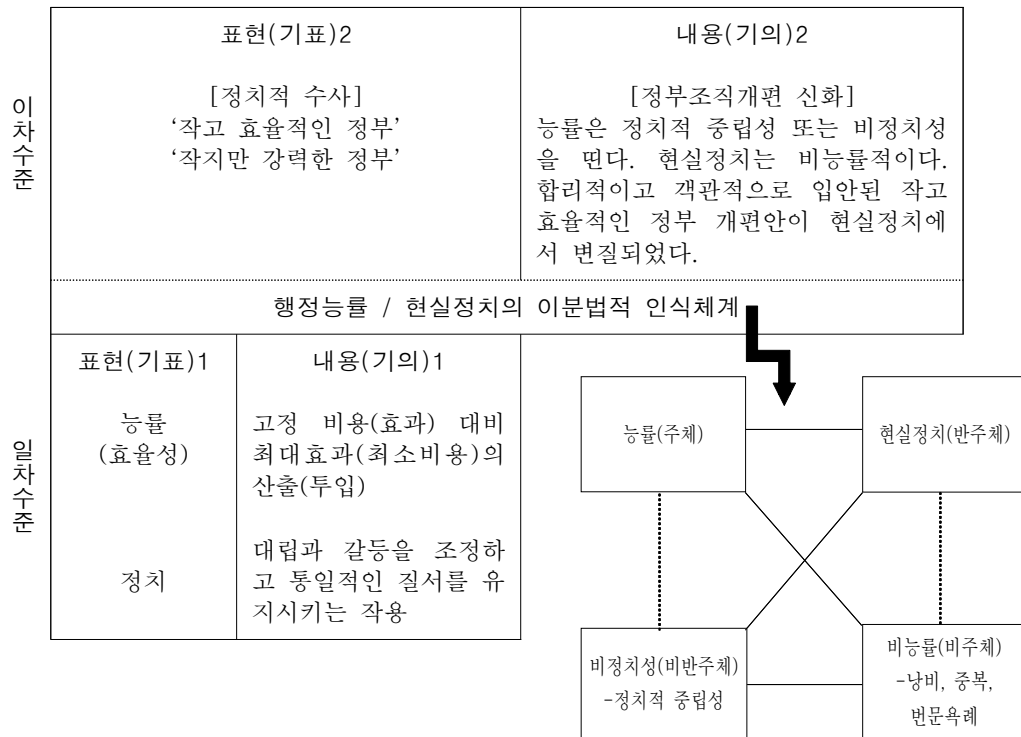 이차수준
표현(기표)2
[정치적 수사]
‘작고 효율적인 정부’
‘작지만 강력한 정부’
내용(기의)2
[정부조직개편 신화]
능률은 정치적 중립성 또는 비정치성
을 띤다. 현실정치는 비능률적이다.
합리적이고 객관적으로 입안된 작고
효율적인 정부 개편안이 현실정치에
서 변질되었다.
행정능률 / 현실정치의 이분법적 인식체계
일차수준
표현(기표)1
능률
(효율성)
정치
내용(기의)1
고정 비용(효과) 대비
최대효과(최소비용)의
산출(투입)
대립과 갈등을 조정하
고 통일적인 질서를 유
지시키는 작용
능률(주체)
현실정치(반주체)
비정치성(비반주체)
-정치적 중립성
비능률(비주체)
-낭비, 중복,
번문욕례